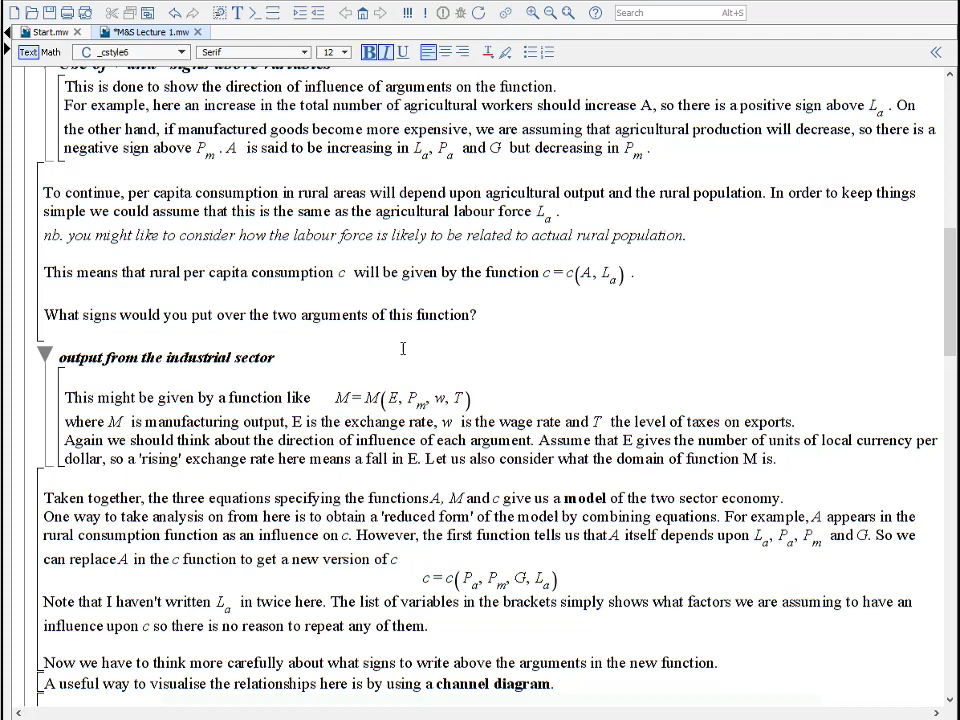 Search Alt+S
Start.mw *M&S Lecture 1.mw
Text Math C _cstyle6 Serif 12 B I U
Use of + and - signs above variables
This is done to show the direction of influence of arguments on the function.
For example, here an increase in the total number of agricultural workers should increase A, so there is a positive sign above L_a . On
the other hand, if manufactured goods become more expensive, we are assuming that agricultural production will decrease, so there is a
negative sign above P_m . A is said to be increasing in L_a, P_a and G but decreasing in P_m .
To continue, per capita consumption in rural areas will depend upon agricultural output and the rural population. In order to keep things
simple we could assume that this is the same as the agricultural labour force L_a .
nb. you might like to consider how the labour force is likely to be related to actual rural population.
This means that rural per capita consumption c will be given by the function c = c(A, L_a) .
What signs would you put over the two arguments of this function?
output from the industrial sector
This might be given by a function like M = M(E, P_m, w, T)
where M is manufacturing output, E is the exchange rate, w is the wage rate and T the level of taxes on exports.
Again we should think about the direction of influence of each argument. Assume that E gives the number of units of local currency per
dollar, so a 'rising' exchange rate here means a fall in E. Let us also consider what the domain of function M is.
Taken together, the three equations specifying the functions A, M and c give us a model of the two sector economy.
One way to take analysis on from here is to obtain a 'reduced form' of the model by combining equations. For example, A appears in the
rural consumption function as an influence on c. However, the first function tells us that A itself depends upon L_a, P_a, P_m and G. So we
can replace A in the c function to get a new version of c
c = c(P_a, P_m, G, L_a)
Note that I haven't written L_a in twice here. The list of variables in the brackets simply shows what factors we are assuming to have an
influence upon c so there is no reason to repeat any of them.
Now we have to think more carefully about what signs to write above the arguments in the new function.
A useful way to visualise the relationships here is by using a channel diagram.